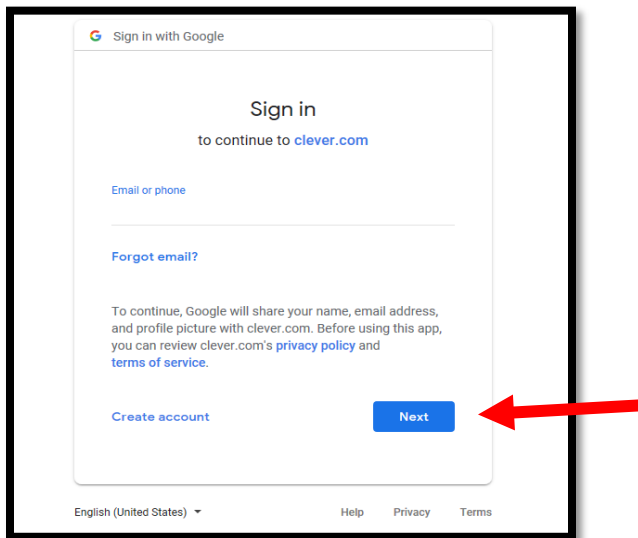 Sign in with Google
Sign in
to continue to clever.com
Email or phone
Forgot email?
To continue, Google will share your name, email address,
and profile picture with clever.com. Before using this app,
you can review clever.com's privacy policy and
terms of service.
Create account Next
English (United States) Help Privacy Terms